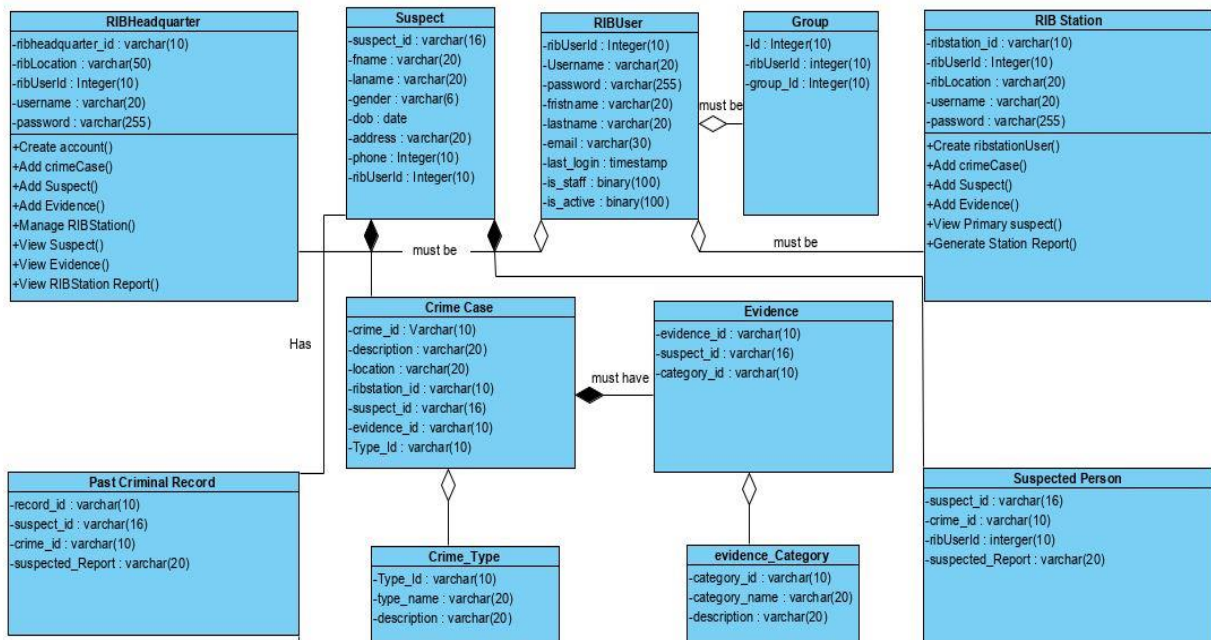 RIBHeadquarter
-ribheadquarter_id : varchar(10)
-ribLocation : varchar(50)
-ribUserId : Integer(10)
-username : varchar(20)
-password : varchar(255)
+Create account()
+Add crimeCase()
+Add Suspect()
+Add Evidence()
+Manage RIBStation()
+View Suspect()
+View Evidence()
+View RIBStation Report()
Suspect
-suspect_id : varchar(16)
-fname : varchar(20)
-laname : varchar(20)
-gender : varchar(6)
-dob : date
-address : varchar(20)
-phone : Integer(10)
-ribUserId : Integer(10)
RIBUser
-ribUserId : Integer(10)
-Username : varchar(20)
-password : varchar(255)
-fristname : varchar(20)
-lastname : varchar(20)
-email : varchar(30)
-last_login : timestamp
-is_staff : binary(100)
-is_active : binary(100)
must be
Group
-Id : Integer(10)
-ribUserId : integer(10)
-group_Id : Integer(10)
RIB Station
-ribstation_id : varchar(10)
-ribUserId : Integer(10)
-ribLocation : varchar(20)
-username : varchar(20)
-password : varchar(255)
+Create ribstationUser()
+Add crimeCase()
+Add Suspect()
+Add Evidence()
+View Primary suspect()
+Generate Station Report()
must be
must be
Has
Crime Case
-crime_id : Varchar(10)
-description : varchar(20)
-location : varchar(20)
-ribstation_id : varchar(10)
-suspect_id : varchar(16)
-evidence_id : varchar(10)
-Type_Id : varchar(10)
must have
Evidence
-evidence_id : varchar(10)
-suspect_id : varchar(16)
-category_id : varchar(10)
Past Criminal Record
-record_id : varchar(10)
-suspect_id : varchar(16)
-crime_id : varchar(10)
-suspected_Report : varchar(20)
Crime_Type
-Type_Id : varchar(10)
-type_name : varchar(20)
-description : varchar(20)
evidence_Category
-category_id : varchar(10)
-category_name : varchar(20)
-description : varchar(20)
Suspected Person
-suspect_id : varchar(16)
-crime_id : varchar(10)
-ribUserId : interger(10)
-suspected_Report : varchar(20)